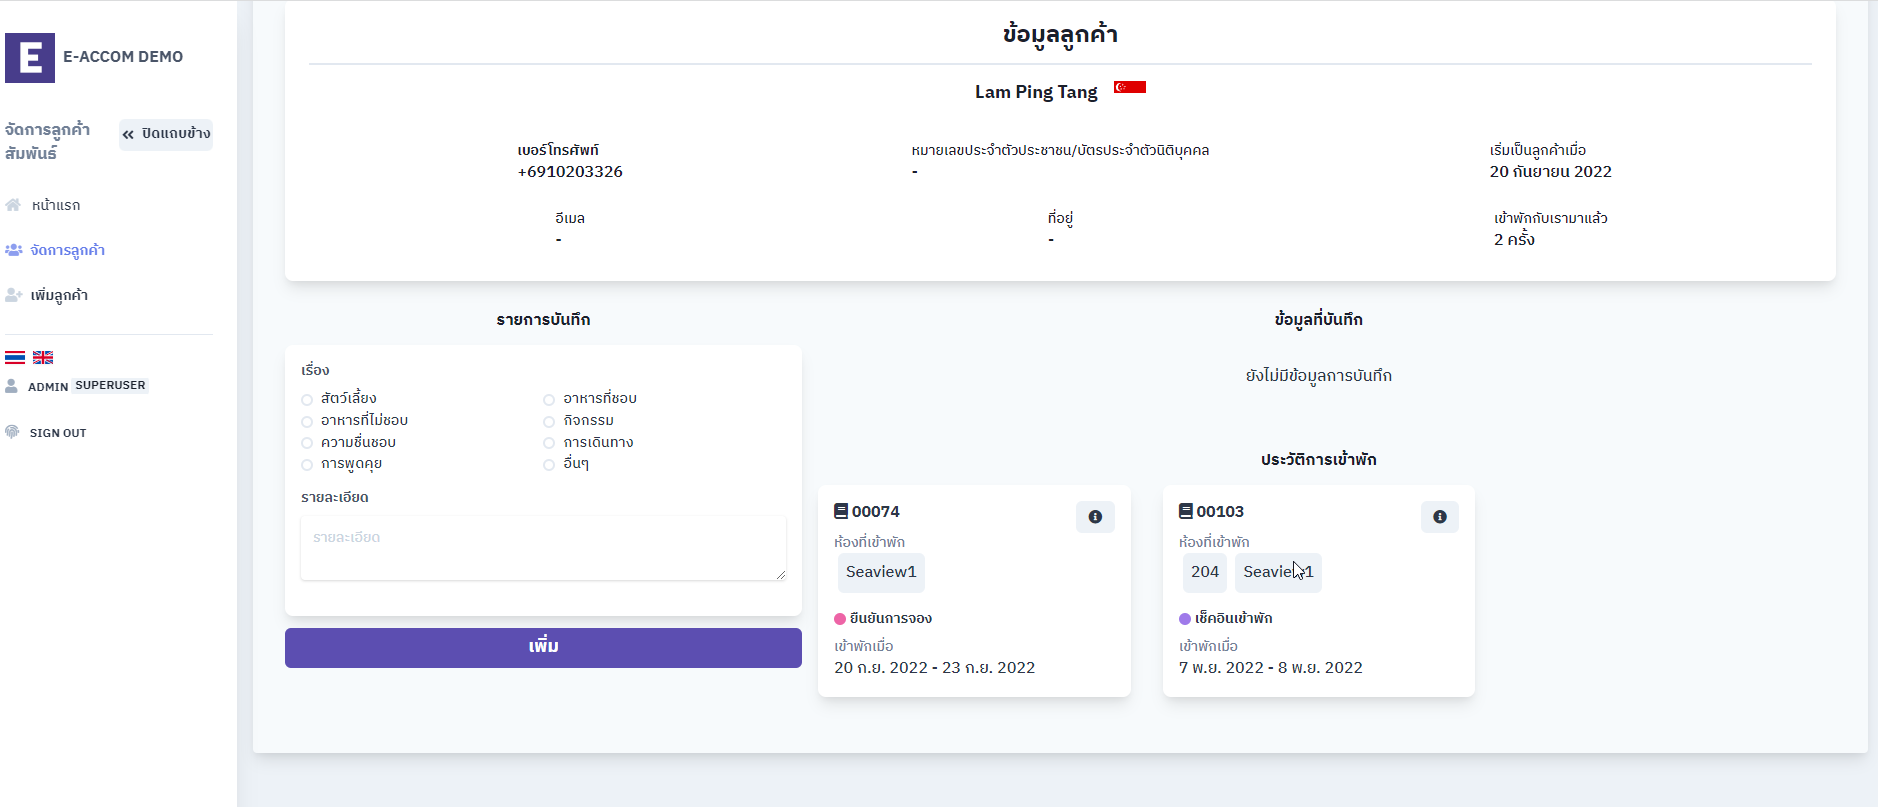 E
E-ACCOM DEMO
จัดการลูกค้า
สัมพันธ์
« ปิดแถบข้าง
หน้าแรก
จัดการลูกค้า
เพิ่มลูกค้า
ADMIN SUPERUSER
SIGN OUT
ข้อมูลลูกค้า
Lam Ping Tang
เบอร์โทรศัพท์
+6910203326
หมายเลขประจำตัวประชาชน/บัตรประจำตัวนิติบุคคล
-
เริ่มเป็นลูกค้าเมื่อ
20 กันยายน 2022
อีเมล
-
ที่อยู่
-
เข้าพักกับเรามาแล้ว
2 ครั้ง
รายการบันทึก
เรื่อง
สัตว์เลี้ยง
อาหารที่ชอบ
อาหารที่ไม่ชอบ
กิจกรรม
ความชื่นชอบ
การเดินทาง
การพูดคุย
อื่นๆ
รายละเอียด
รายละเอียด
เพิ่ม
ข้อมูลที่บันทึก
ยังไม่มีข้อมูลการบันทึก
ประวัติการเข้าพัก
00074
ห้องที่เข้าพัก
Seaview1
ยืนยันการจอง
เข้าพักเมื่อ
20 ก.ย. 2022 - 23 ก.ย. 2022
00103
ห้องที่เข้าพัก
204 Seaview1
เช็คอินเข้าพัก
เข้าพักเมื่อ
7 พ.ย. 2022 - 8 พ.ย. 2022